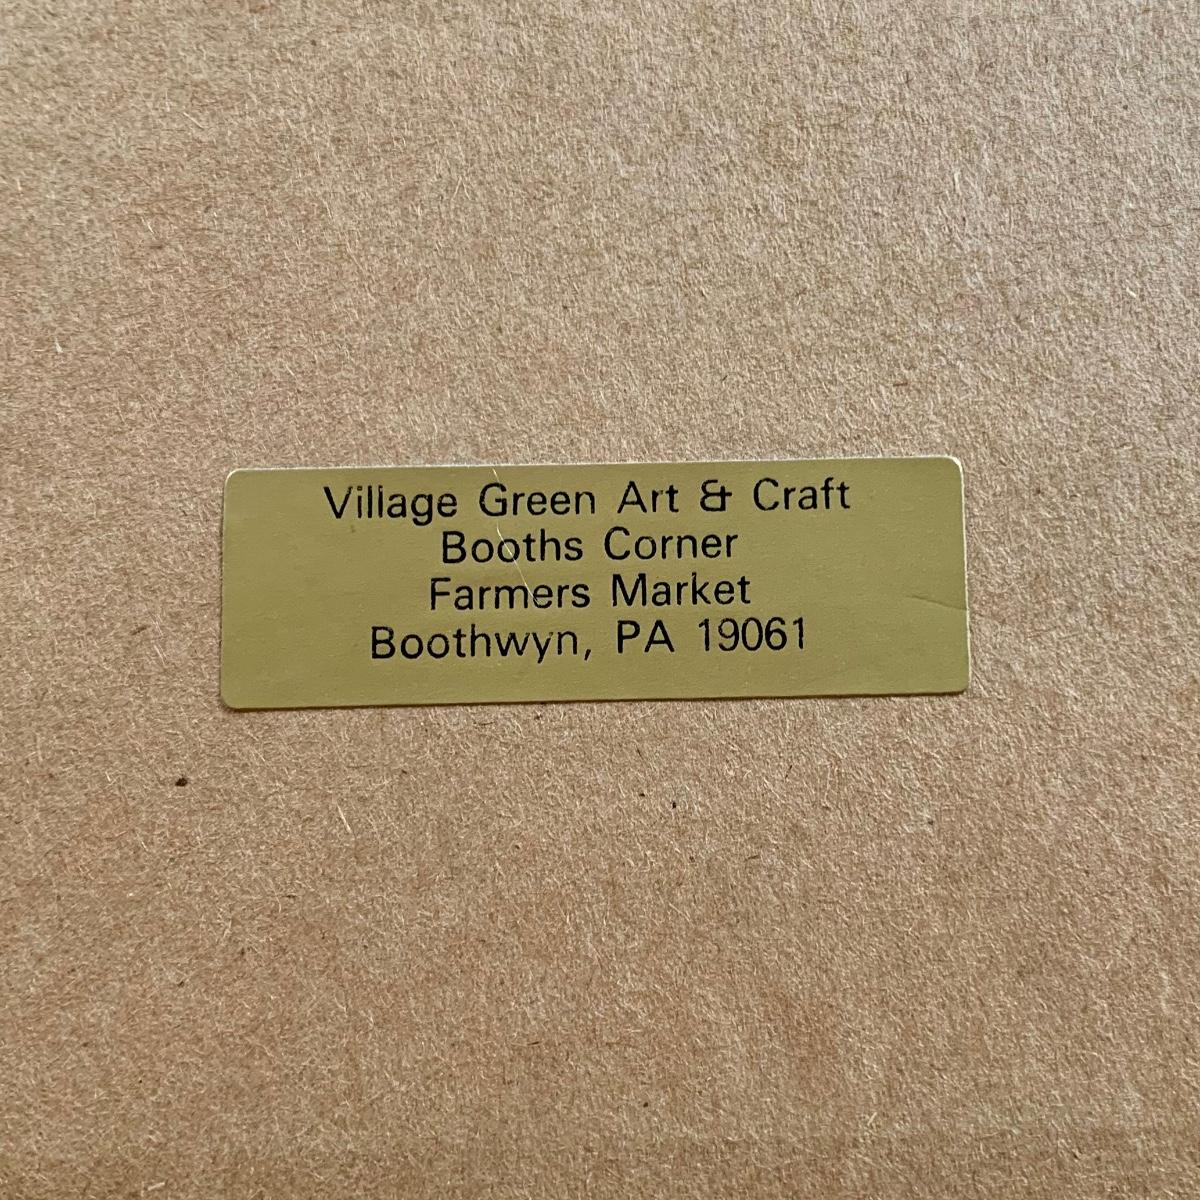 Village Green Art & Craft
Booths Corner
Farmers Market
Boothwyn, PA 19061